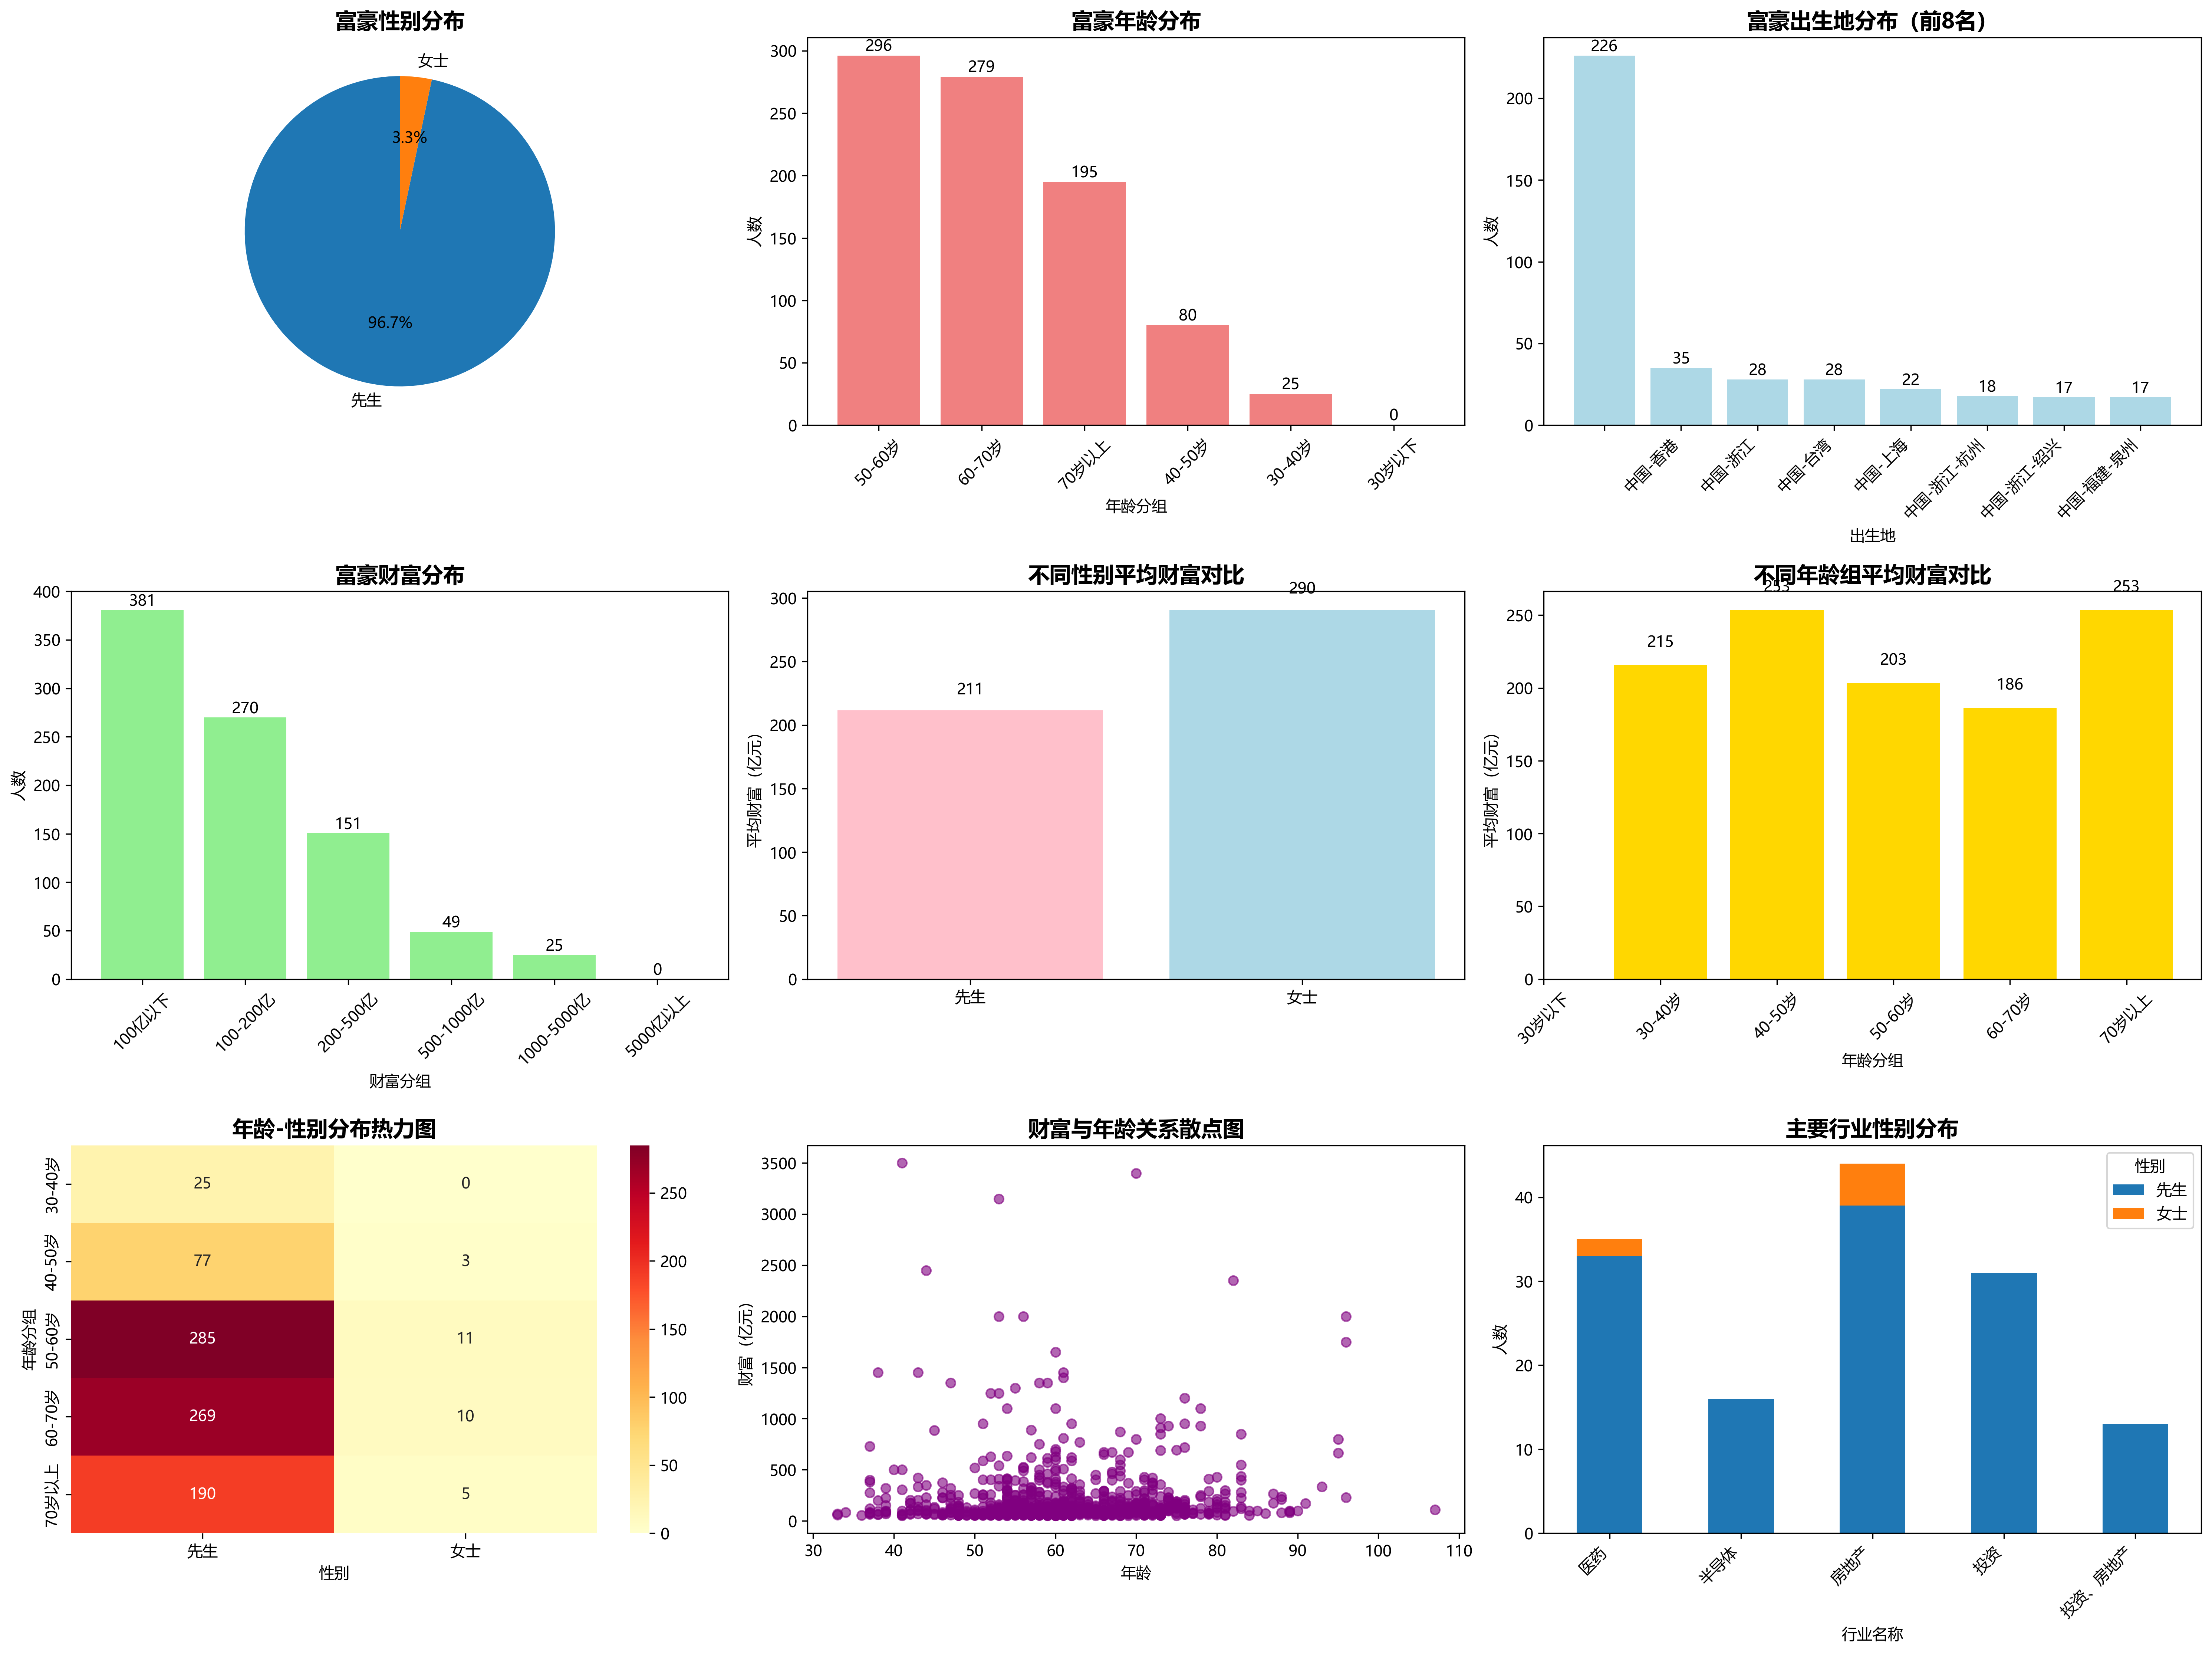 富豪性别分布
女士
3.3%
96.7%
先生
富豪年龄分布
人数
300
250
200
150
100
50
0
296
279
195
80
25
0
50-60岁
60-70岁
70岁以上
40-50岁
30-40岁
30岁以下
年龄分组
富豪出生地分布（前8名）
人数
200
150
100
50
0
226
35
28
28
22
18
17
17
中国-香港
中国-浙江
中国-台湾
中国-上海
中国-浙江-杭州
中国-浙江-绍兴
中国-福建-泉州
出生地
富豪财富分布
人数
400
350
300
250
200
150
100
50
0
381
270
151
49
25
0
100亿以下
100-200亿
200-500亿
500-1000亿
1000-5000亿
5000亿以上
财富分组
不同性别平均财富对比
平均财富（亿元）
300
250
200
150
100
50
0
211
290
先生
女士
不同年龄组平均财富对比
平均财富（亿元）
250
200
150
100
50
0
215
253
203
186
253
30岁以下
30-40岁
40-50岁
50-60岁
60-70岁
70岁以上
年龄分组
年龄-性别分布热力图
年龄分组
30-40岁
40-50岁
50-60岁
60-70岁
70岁以上
25
0
77
3
285
11
269
10
190
5
先生
女士
性别
250
200
150
100
50
0
财富与年龄关系散点图
财富（亿元）
3500
3000
2500
2000
1500
1000
500
0
30
40
50
60
70
80
90
100
110
年龄
主要行业性别分布
人数
40
30
20
10
0
性别
先生
女士
医药
半导体
房地产
投资
投资、房地产
行业名称